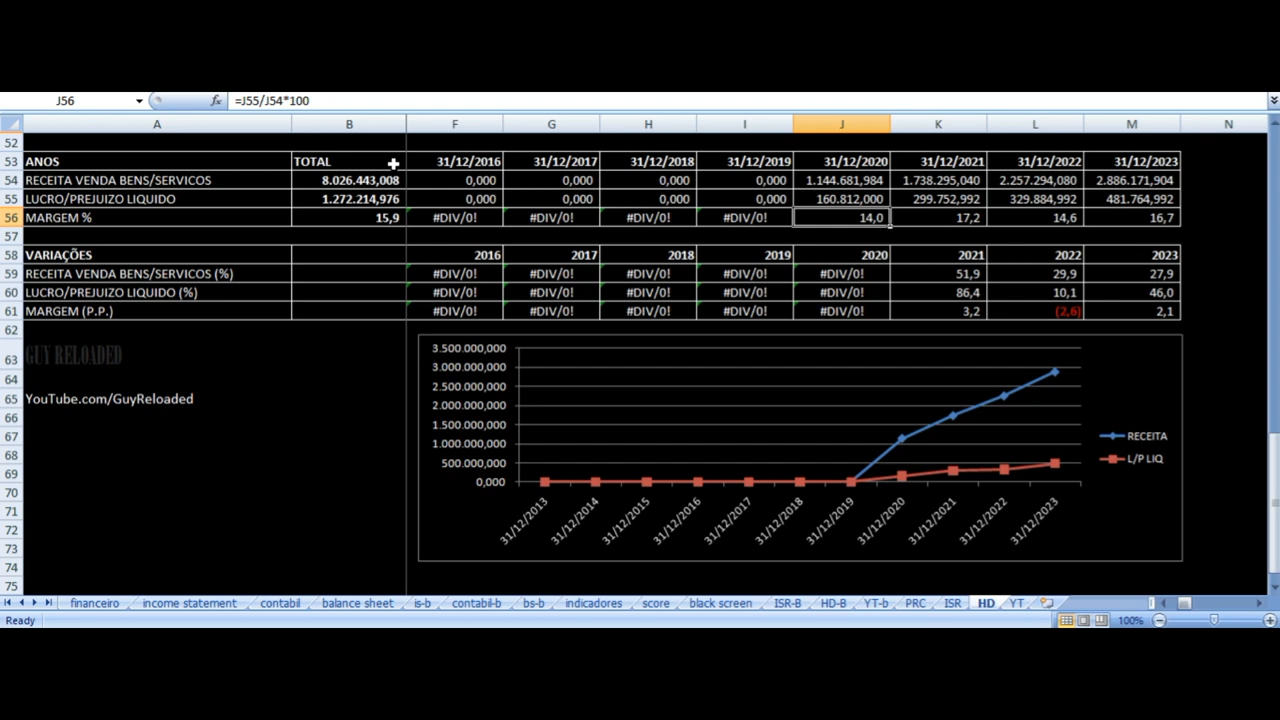 J56 fx =J55/J54*100
A B F G H I J K L M N
52
53 ANOS TOTAL 31/12/2016 31/12/2017 31/12/2018 31/12/2019 31/12/2020 31/12/2021 31/12/2022 31/12/2023
54 RECEITA VENDA BENS/SERVICOS 8.026.443,008 0,000 0,000 0,000 0,000 1.144.681,984 1.738.295,040 2.257.294,080 2.886.171,904
55 LUCRO/PREJUIZO LIQUIDO 1.272.214,976 0,000 0,000 0,000 0,000 160.812,000 299.752,992 329.884,992 481.764,992
56 MARGEM % 15,9 #DIV/0! #DIV/0! #DIV/0! #DIV/0! 14,0 17,2 14,6 16,7
57
58 VARIAÇÕES 2016 2017 2018 2019 2020 2021 2022 2023
59 RECEITA VENDA BENS/SERVICOS (%) #DIV/0! #DIV/0! #DIV/0! #DIV/0! #DIV/0! 51,9 29,9 27,9
60 LUCRO/PREJUIZO LIQUIDO (%) #DIV/0! #DIV/0! #DIV/0! #DIV/0! #DIV/0! 86,4 10,1 46,0
61 MARGEM (P.P.) #DIV/0! #DIV/0! #DIV/0! #DIV/0! #DIV/0! 3,2 (2,6) 2,1
62
63 GUY RELOADED
64
65 YouTube.com/GuyReloaded
66
67
68
69
70
71
72
73
74
75
3.500.000,000
3.000.000,000
2.500.000,000
2.000.000,000
1.500.000,000
1.000.000,000
500.000,000
0,000
31/12/2013 31/12/2014 31/12/2015 31/12/2016 31/12/2017 31/12/2018 31/12/2019 31/12/2020 31/12/2021 31/12/2022 31/12/2023
RECEITA
L/P LIQ
financeiro income statement contabil balance sheet is-b contabil-b bs-b indicadores score black screen ISR-B HD-B YT-b PRC ISR HD YT
Ready 100%